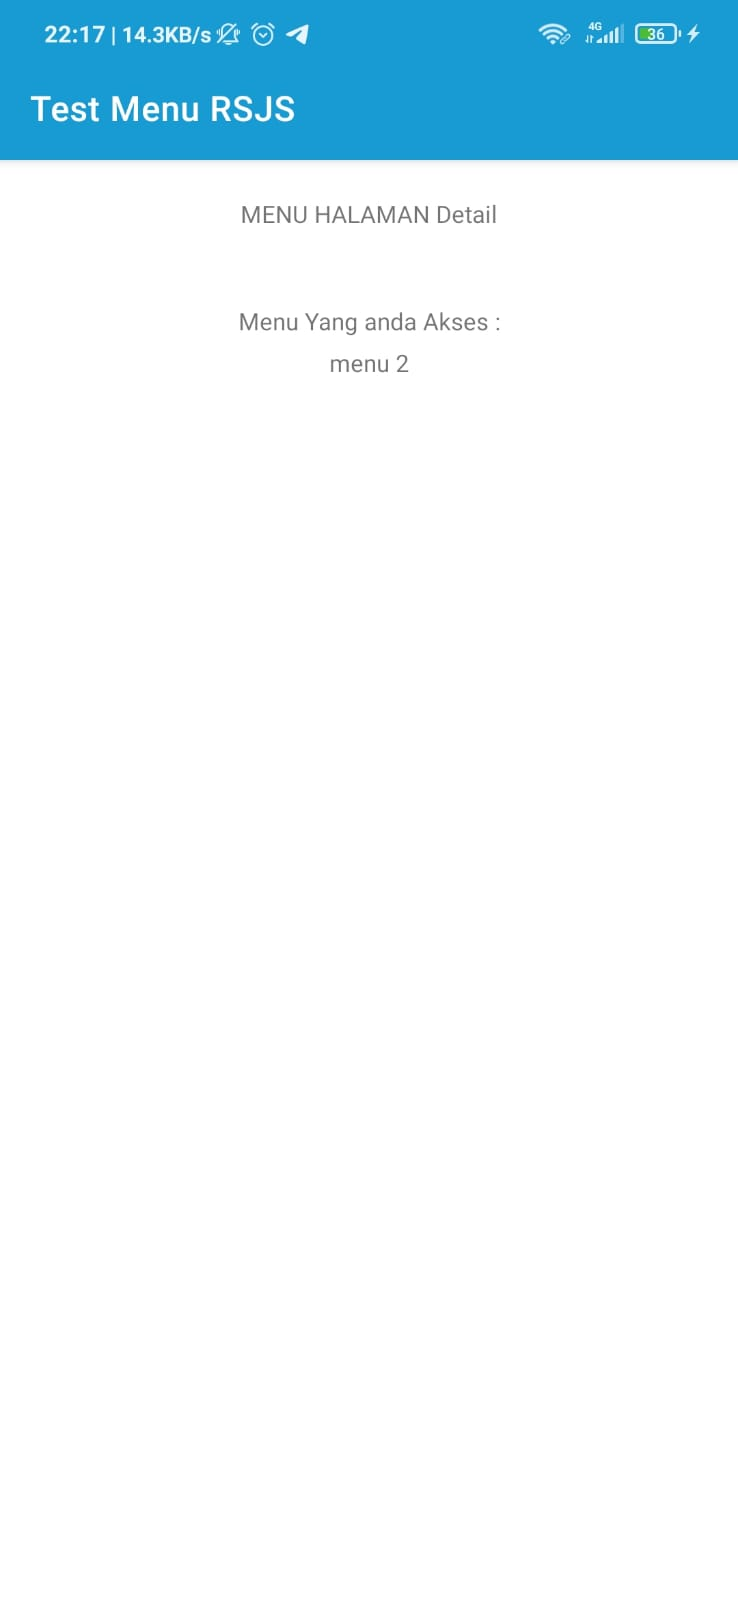 22:17 | 14.3KB/s
4G
36
Test Menu RSJS
MENU HALAMAN Detail
Menu Yang anda Akses :
menu 2